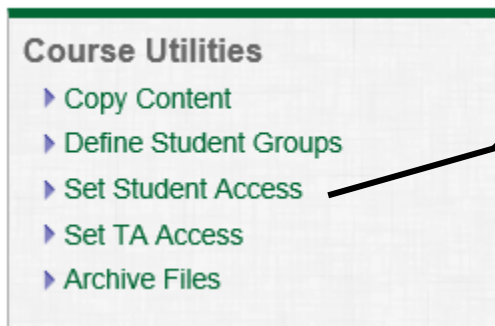 Course Utilities
Copy Content
Define Student Groups
Set Student Access
Set TA Access
Archive Files